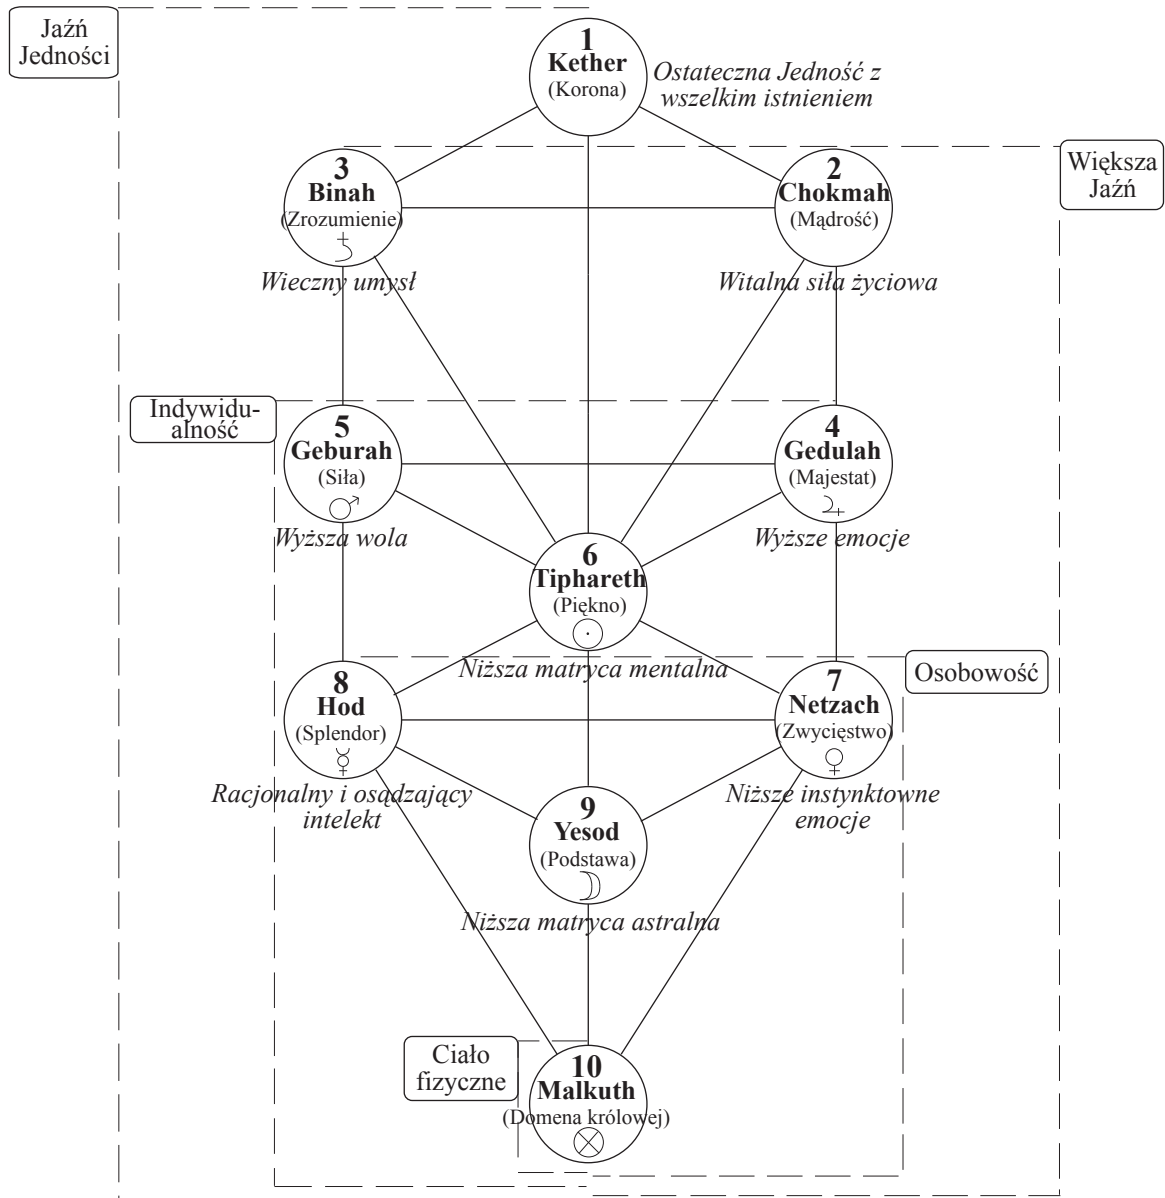 Jaźń
Jedności
1
Kether
(Korona)
Ostateczna Jedność z
wszelkim istnieniem
3
Binah
(Zrozumienie)
Wieczny umysł
2
Chokmah
(Mądrość)
Witalna siła życiowa
Większa
Jaźń
Indywidu-
alność
5
Geburah
(Siła)
Wyższa wola
4
Gedulah
(Majestat)
Wyższe emocje
6
Tiphareth
(Piękno)
Niższa matryca mentalna
Osobowość
8
Hod
(Splendor)
Racjonalny i osądzający
intelekt
7
Netzach
(Zwycięstwo)
Niższe instynktowne
emocje
9
Yesod
(Podstawa)
Niższa matryca astralna
Ciało
fizyczne
10
Malkuth
(Domena królowej)